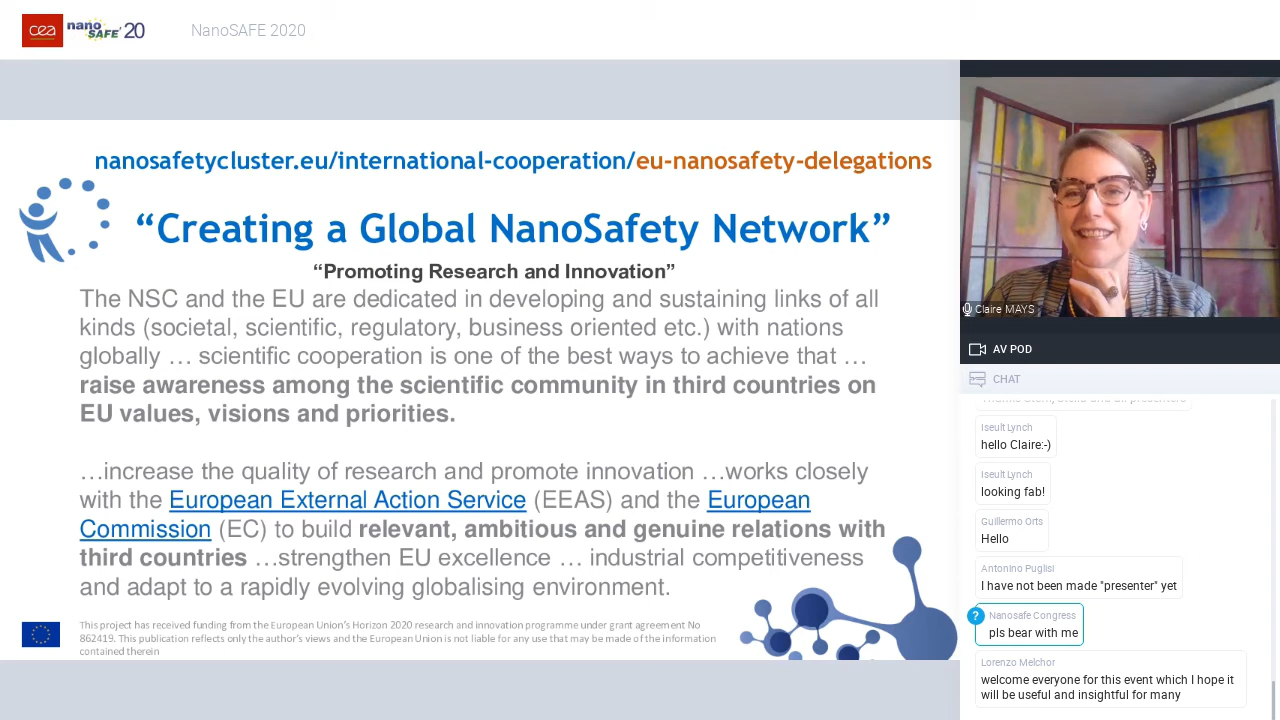 cea nano SAFE 20
NanoSAFE 2020
nanosafetycluster.eu/international-cooperation/eu-nanosafety-delegations
“Creating a Global NanoSafety Network”
“Promoting Research and Innovation”
The NSC and the EU are dedicated in developing and sustaining links of all
kinds (societal, scientific, regulatory, business oriented etc.) with nations
globally … scientific cooperation is one of the best ways to achieve that …
raise awareness among the scientific community in third countries on
EU values, visions and priorities.
…increase the quality of research and promote innovation …works closely
with the European External Action Service (EEAS) and the European
Commission (EC) to build relevant, ambitious and genuine relations with
third countries …strengthen EU excellence … industrial competitiveness
and adapt to a rapidly evolving globalising environment.
This project has received funding from the European Union’s Horizon 2020 research and innovation programme under grant agreement No
862419. This publication reflects only the author’s views and the European Union is not liable for any use that may be made of the information
contained therein
Claire MAYS
AV POD
CHAT
Iseult Lynch
hello Claire:-)
Iseult Lynch
looking fab!
Guillermo Orts
Hello
Antonino Puglisi
I have not been made "presenter" yet
?
Nanosafe Congress
pls bear with me
Lorenzo Melchor
welcome everyone for this event which I hope it
will be useful and insightful for many